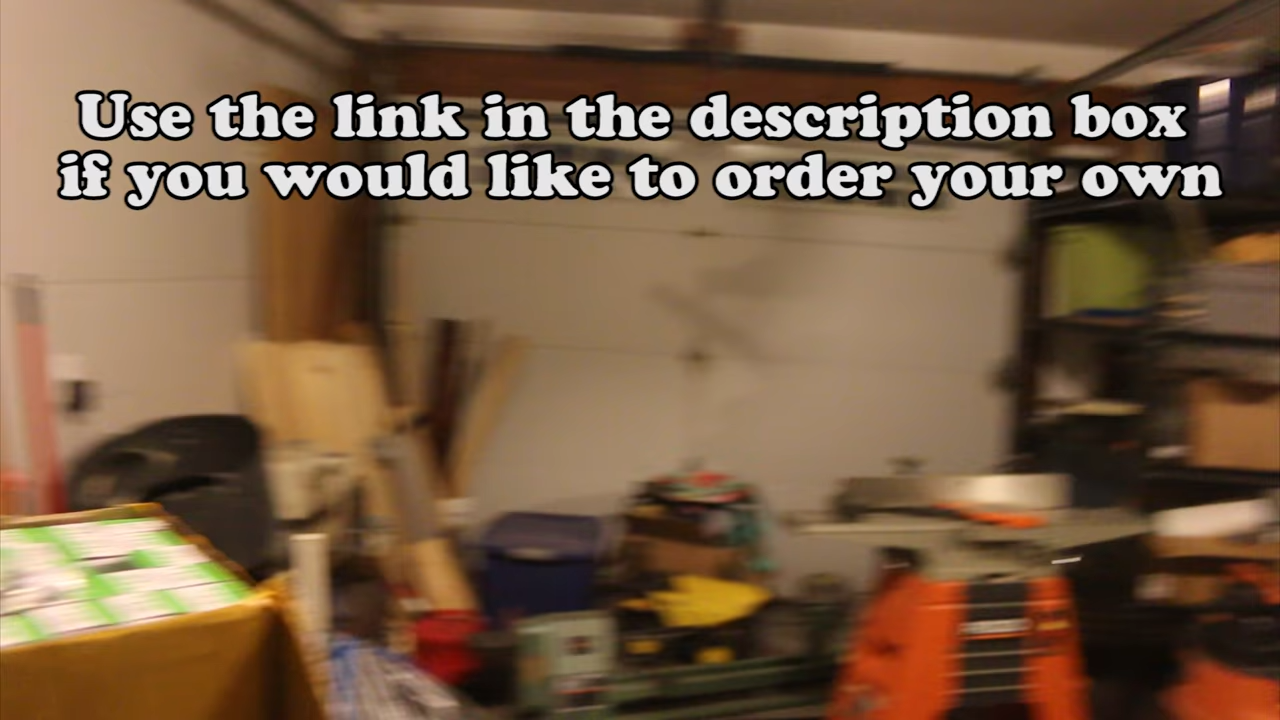 Use the link in the description box
if you would like to order your own